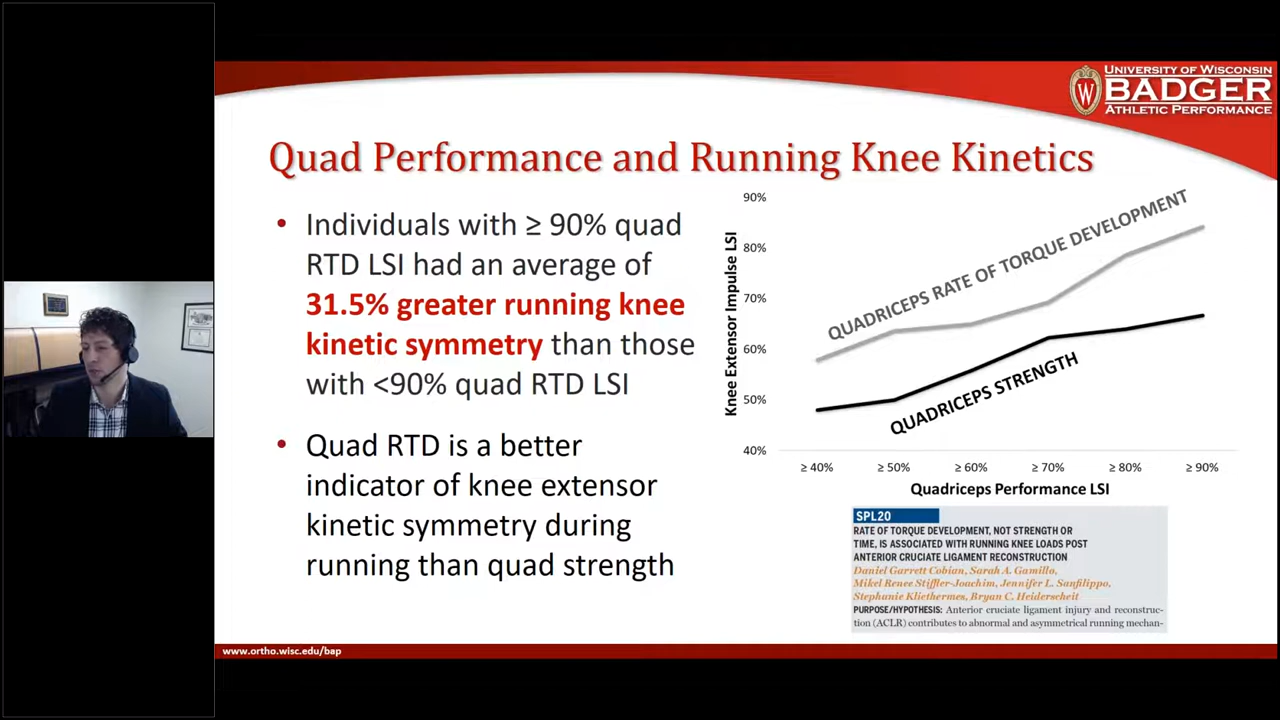 UNIVERSITY OF WISCONSIN
BADGER
ATHLETIC PERFORMANCE
W
Quad Performance and Running Knee Kinetics
• Individuals with ≥ 90% quad
RTD LSI had an average of
31.5% greater running knee
kinetic symmetry than those
with <90% quad RTD LSI
• Quad RTD is a better
indicator of knee extensor
kinetic symmetry during
running than quad strength
Knee Extensor Impulse LSI
90%
80%
70%
60%
50%
40%
QUADRICEPS RATE OF TORQUE DEVELOPMENT
QUADRICEPS STRENGTH
≥ 40% ≥ 50% ≥ 60% ≥ 70% ≥ 80% ≥ 90%
Quadriceps Performance LSI
SPL20
RATE OF TORQUE DEVELOPMENT, NOT STRENGTH OR
TIME, IS ASSOCIATED WITH RUNNING KNEE LOADS POST
ANTERIOR CRUCIATE LIGAMENT RECONSTRUCTION
Daniel Garrett Cobian, Sarah A. Gamillo,
Mikel Renee Stiffler-Joachim, Jennifer L. Sanfilippo,
Stephanie Kliethermes, Bryan C. Heiderscheit
PURPOSE/HYPOTHESIS: Anterior cruciate ligament injury and reconstruc-
tion (ACLR) contributes to abnormal and asymmetrical running mechan-
www.ortho.wisc.edu/bap